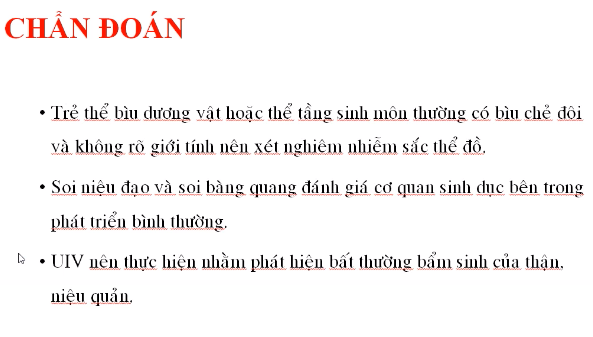 CHẨN ĐOÁN
• Trẻ thể bìu dương vật hoặc thể tầng sinh môn thường có bìu chẻ đôi
và không rõ giới tính nên xét nghiêm nhiễm sắc thể đồ.
• Soi niệu đạo và soi bàng quang đánh giá cơ quan sinh dục bên trong
phát triển bình thường.
• UIV nên thực hiện nhằm phát hiện bất thường bẩm sinh của thận,
niệu quản.